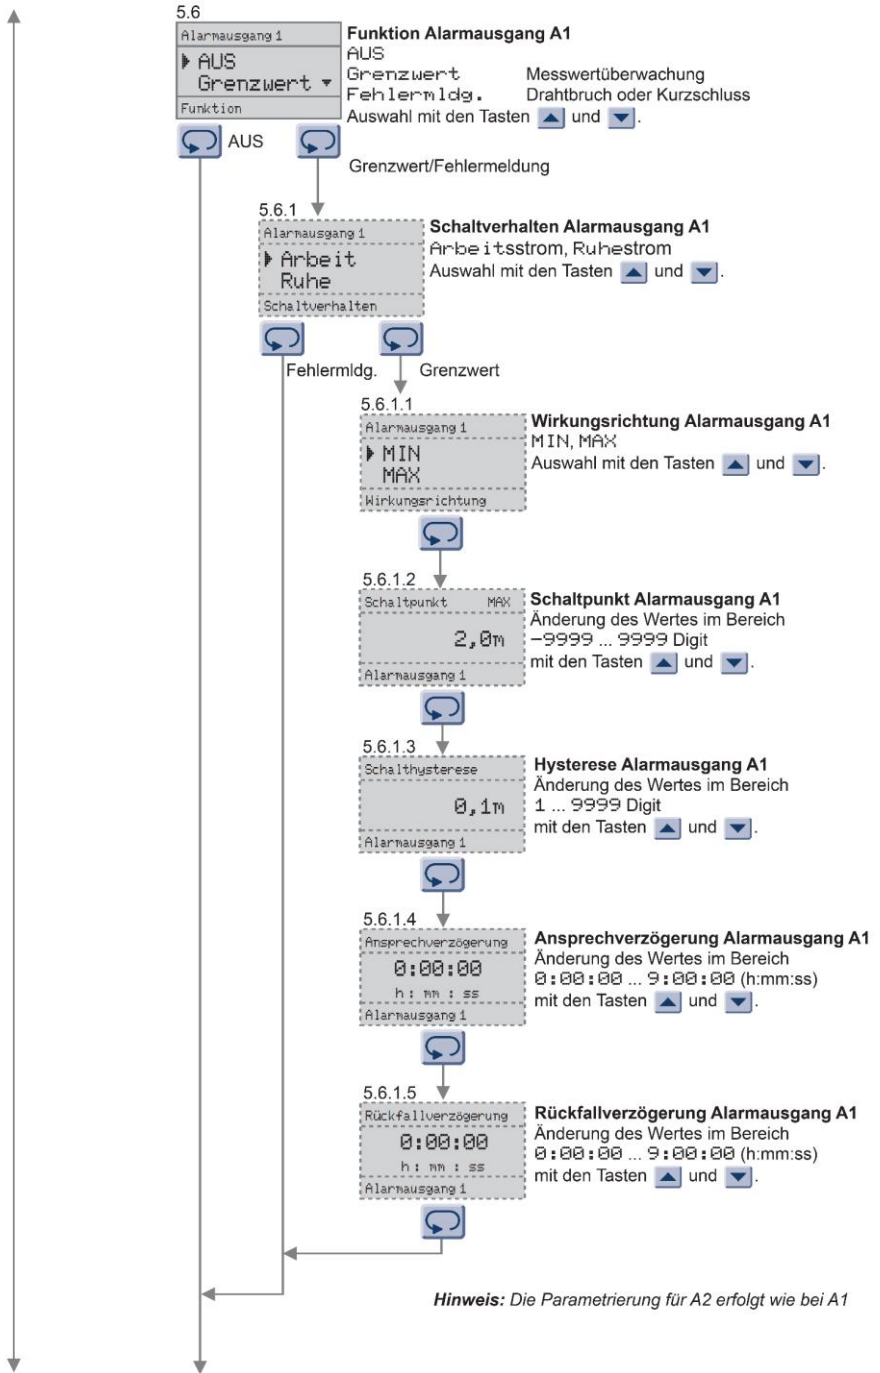 5.6
Alarmausgang 1
AUS
Grenzwert
Funktion
Funktion Alarmausgang A1
AUS
Grenzwert Messwertüberwachung
Fehlermldg. Drahtbruch oder Kurzschluss
Auswahl mit den Tasten und .
AUS
Grenzwert/Fehlermeldung
5.6.1
Alarmausgang 1
Arbeit
Ruhe
Schaltverhalten
Schaltverhalten Alarmausgang A1
Arbeitsstrom, Ruhestrom
Auswahl mit den Tasten und .
Fehlermldg. Grenzwert
5.6.1.1
Alarmausgang 1
MIN
MAX
Wirkungsrichtung
Wirkungsrichtung Alarmausgang A1
MIN, MAX
Auswahl mit den Tasten und .
5.6.1.2
Schaltpunkt MAX
2,0m
Alarmausgang 1
Schaltpunkt Alarmausgang A1
Änderung des Wertes im Bereich
-9999 ... 9999 Digit
mit den Tasten und .
5.6.1.3
Schalthysterese
0,1m
Alarmausgang 1
Hysterese Alarmausgang A1
Änderung des Wertes im Bereich
1 ... 9999 Digit
mit den Tasten und .
5.6.1.4
Ansprechverzögerung
0:00:00
h : mm : ss
Alarmausgang 1
Ansprechverzögerung Alarmausgang A1
Änderung des Wertes im Bereich
0:00:00 ... 9:00:00 (h:mm:ss)
mit den Tasten und .
5.6.1.5
Rückfallverzögerung
0:00:00
h : mm : ss
Alarmausgang 1
Rückfallverzögerung Alarmausgang A1
Änderung des Wertes im Bereich
0:00:00 ... 9:00:00 (h:mm:ss)
mit den Tasten und .
Hinweis: Die Parametrierung für A2 erfolgt wie bei A1